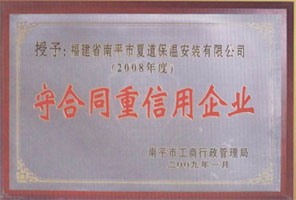 授予：福建省南平市夏道保温安装有限公司
（2008年度）
守合同重信用企业
南平市工商行政管理局
二00九年一月